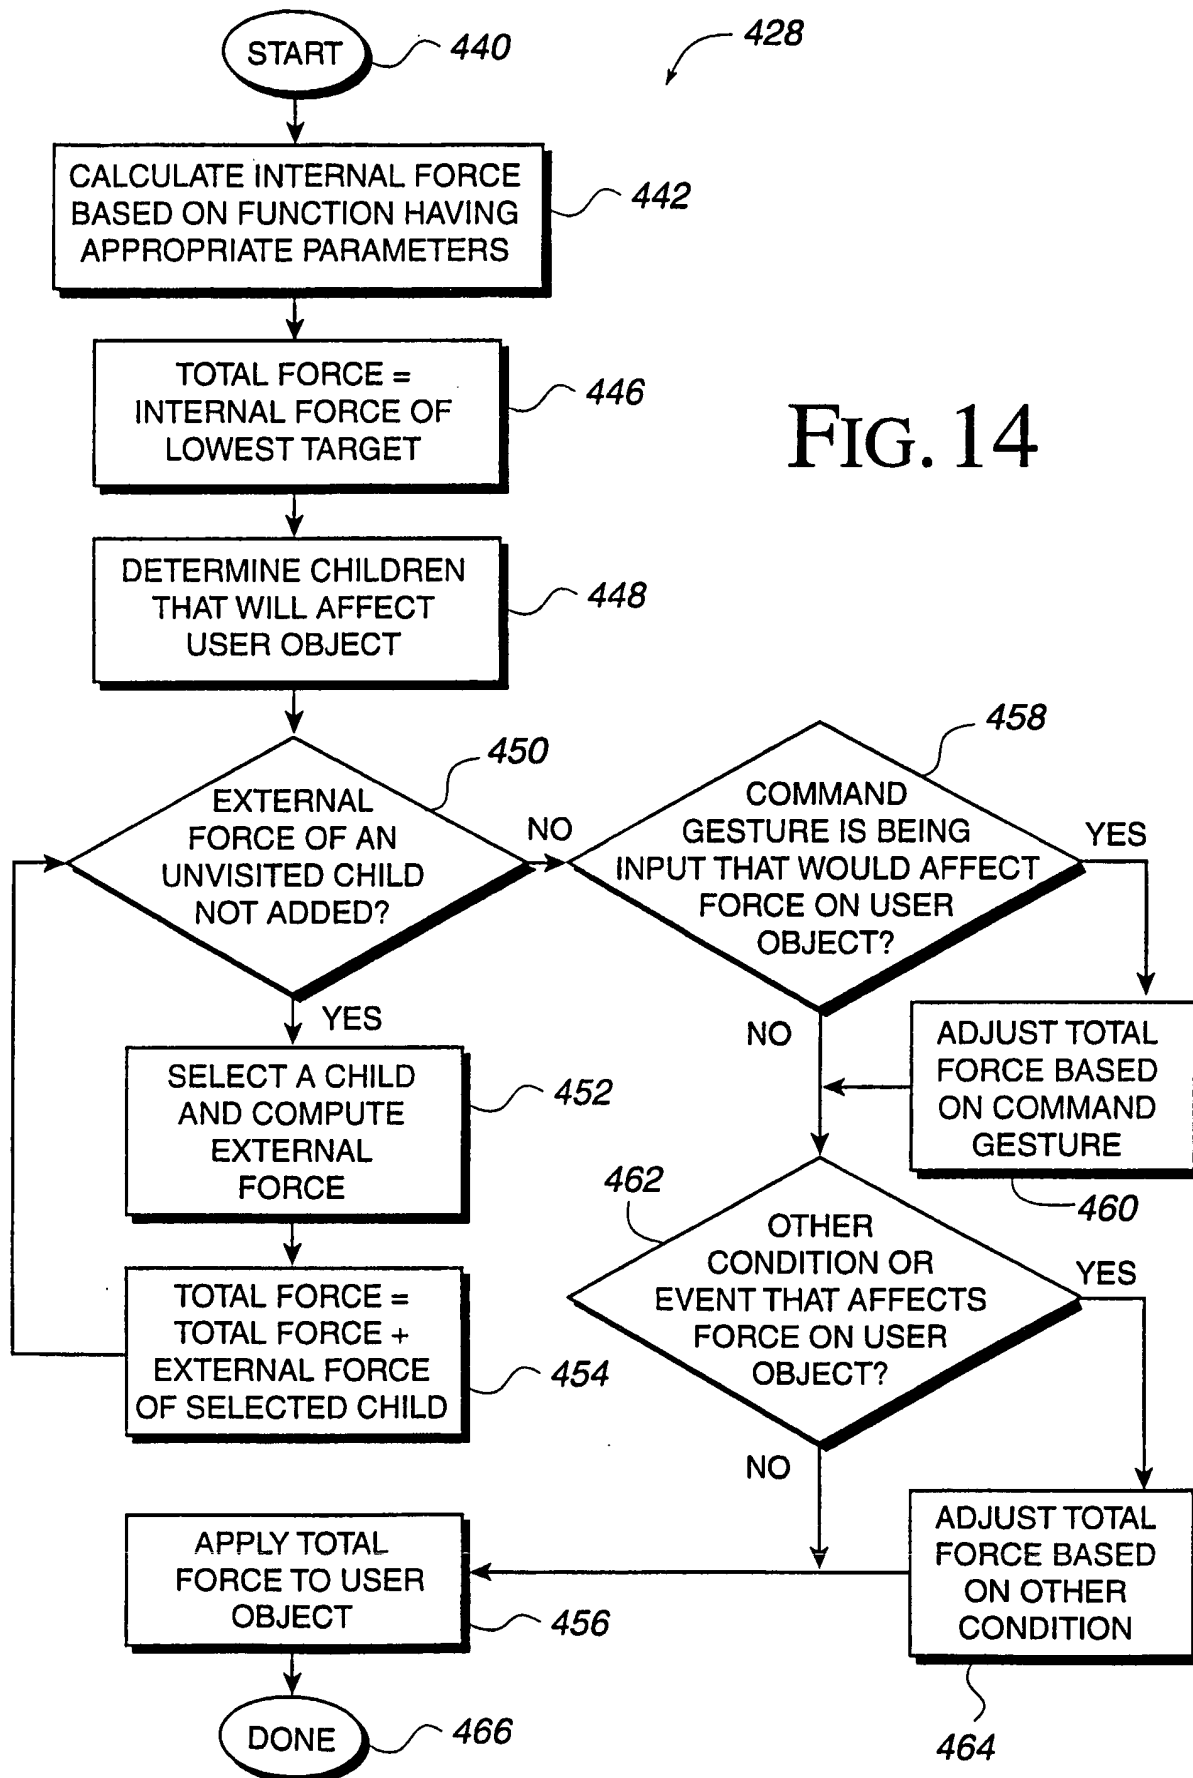 START
440
428
CALCULATE INTERNAL FORCE
BASED ON FUNCTION HAVING
APPROPRIATE PARAMETERS
442
TOTAL FORCE =
INTERNAL FORCE OF
LOWEST TARGET
446
FIG. 14
DETERMINE CHILDREN
THAT WILL AFFECT
USER OBJECT
448
EXTERNAL
FORCE OF AN
UNVISITED CHILD
NOT ADDED?
450
NO
YES
COMMAND
GESTURE IS BEING
INPUT THAT WOULD AFFECT
FORCE ON USER
OBJECT?
458
YES
NO
SELECT A CHILD
AND COMPUTE
EXTERNAL
FORCE
452
ADJUST TOTAL
FORCE BASED
ON COMMAND
GESTURE
460
TOTAL FORCE =
TOTAL FORCE +
EXTERNAL FORCE
OF SELECTED CHILD
454
462
OTHER
CONDITION OR
EVENT THAT AFFECTS
FORCE ON USER
OBJECT?
YES
NO
APPLY TOTAL
FORCE TO USER
OBJECT
456
ADJUST TOTAL
FORCE BASED
ON OTHER
CONDITION
464
DONE
466